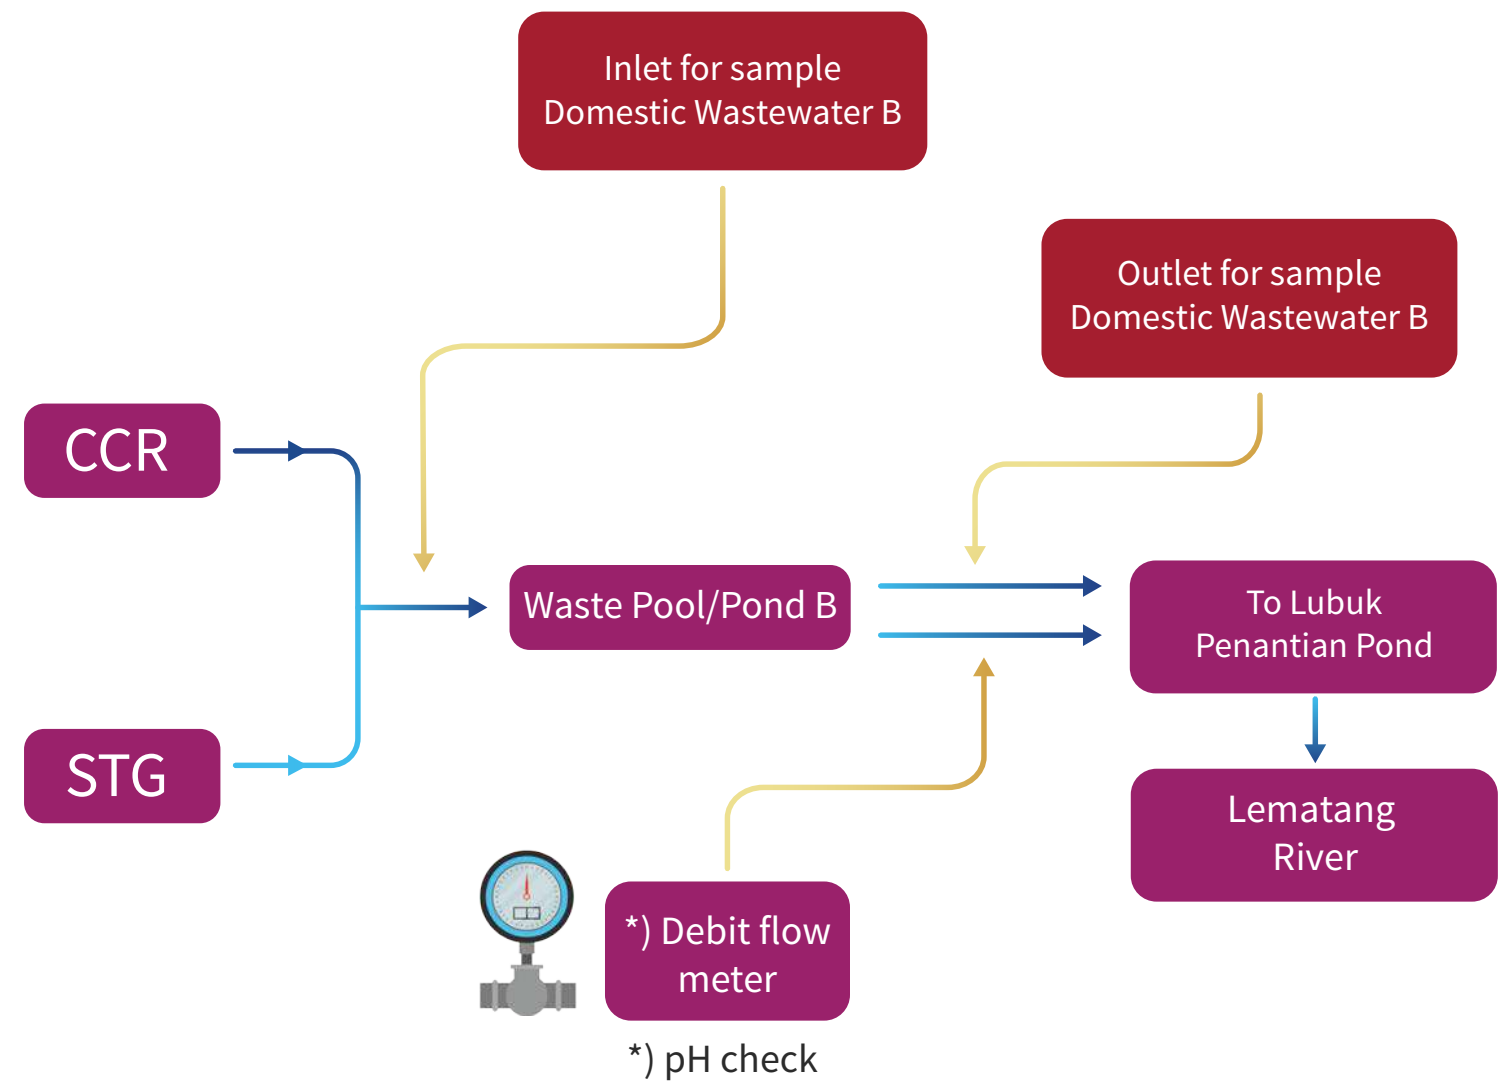 Inlet for sample
Domestic Wastewater B
Outlet for sample
Domestic Wastewater B
CCR
Waste Pool/Pond B
To Lubuk
Penantian Pond
STG
Lematang
River
*) Debit flow
meter
*) pH check